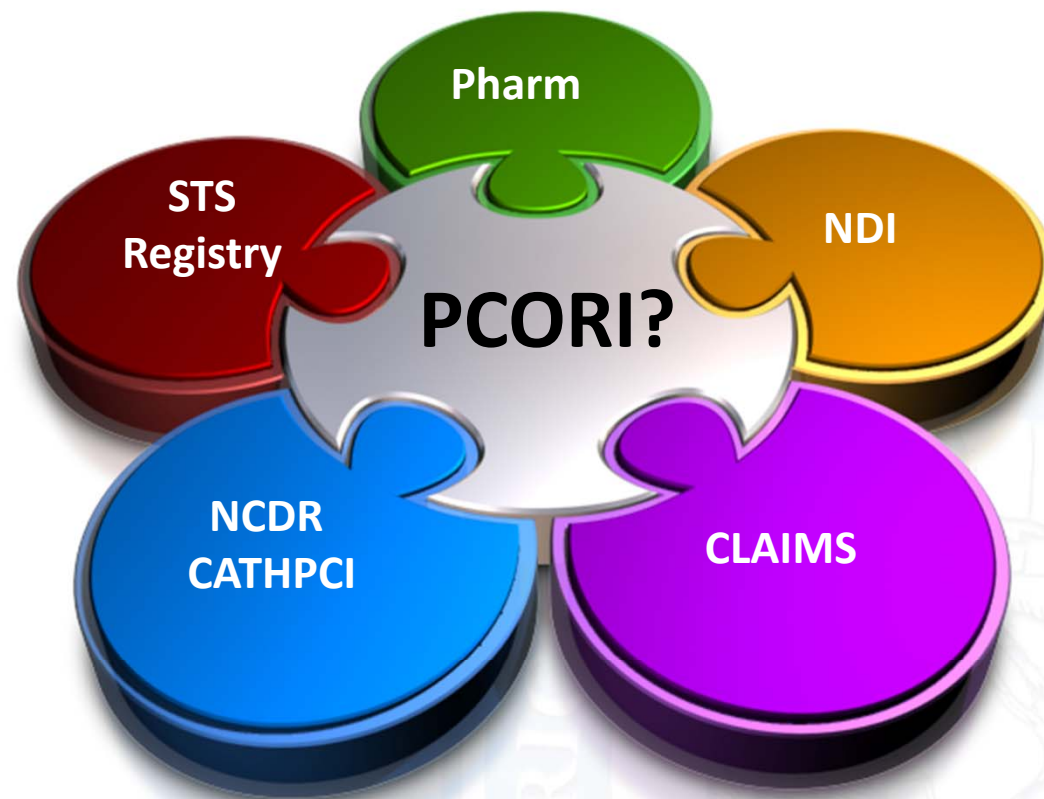 Pharm
STS
Registry
NDI
PCORI?
NCDR
CATHPCI
CLAIMS